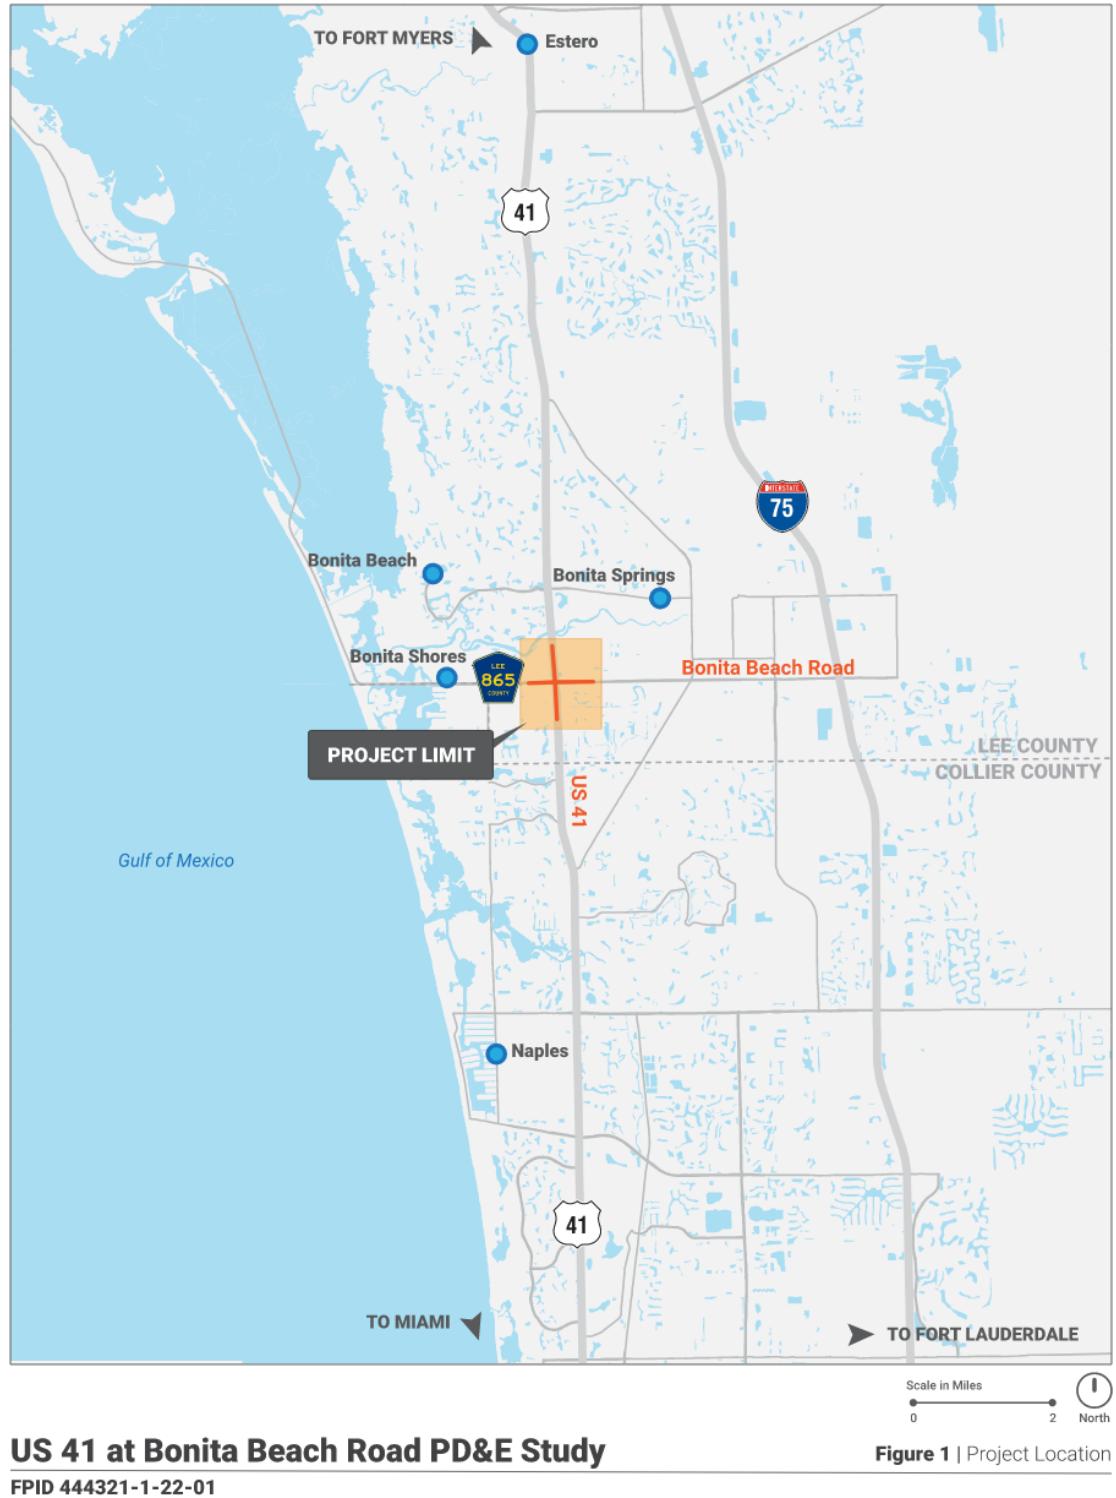 TO FORT MYERS
Estero
41
INTERSTATE
75
Bonita Beach
Bonita Springs
Bonita Shores
LEE
865
COUNTY
Bonita Beach Road
PROJECT LIMIT
LEE COUNTY
COLLIER COUNTY
US 41
Gulf of Mexico
Naples
41
TO MIAMI
TO FORT LAUDERDALE
Scale in Miles
0 2
North
US 41 at Bonita Beach Road PD&E Study
Figure 1 | Project Location
FPID 444321-1-22-01